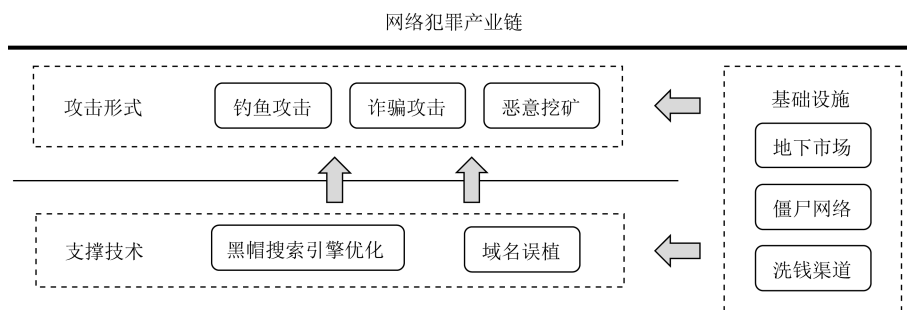 网络犯罪产业链
攻击形式
钓鱼攻击
诈骗攻击
恶意挖矿
支撑技术
黑帽搜索引擎优化
域名误植
基础设施
地下市场
僵尸网络
洗钱渠道